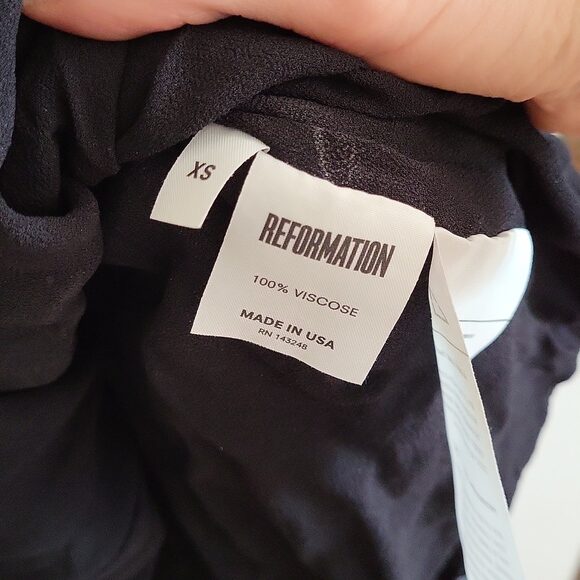 XS
REFORMATION
100% VISCOSE
MADE IN USA
RN 143248